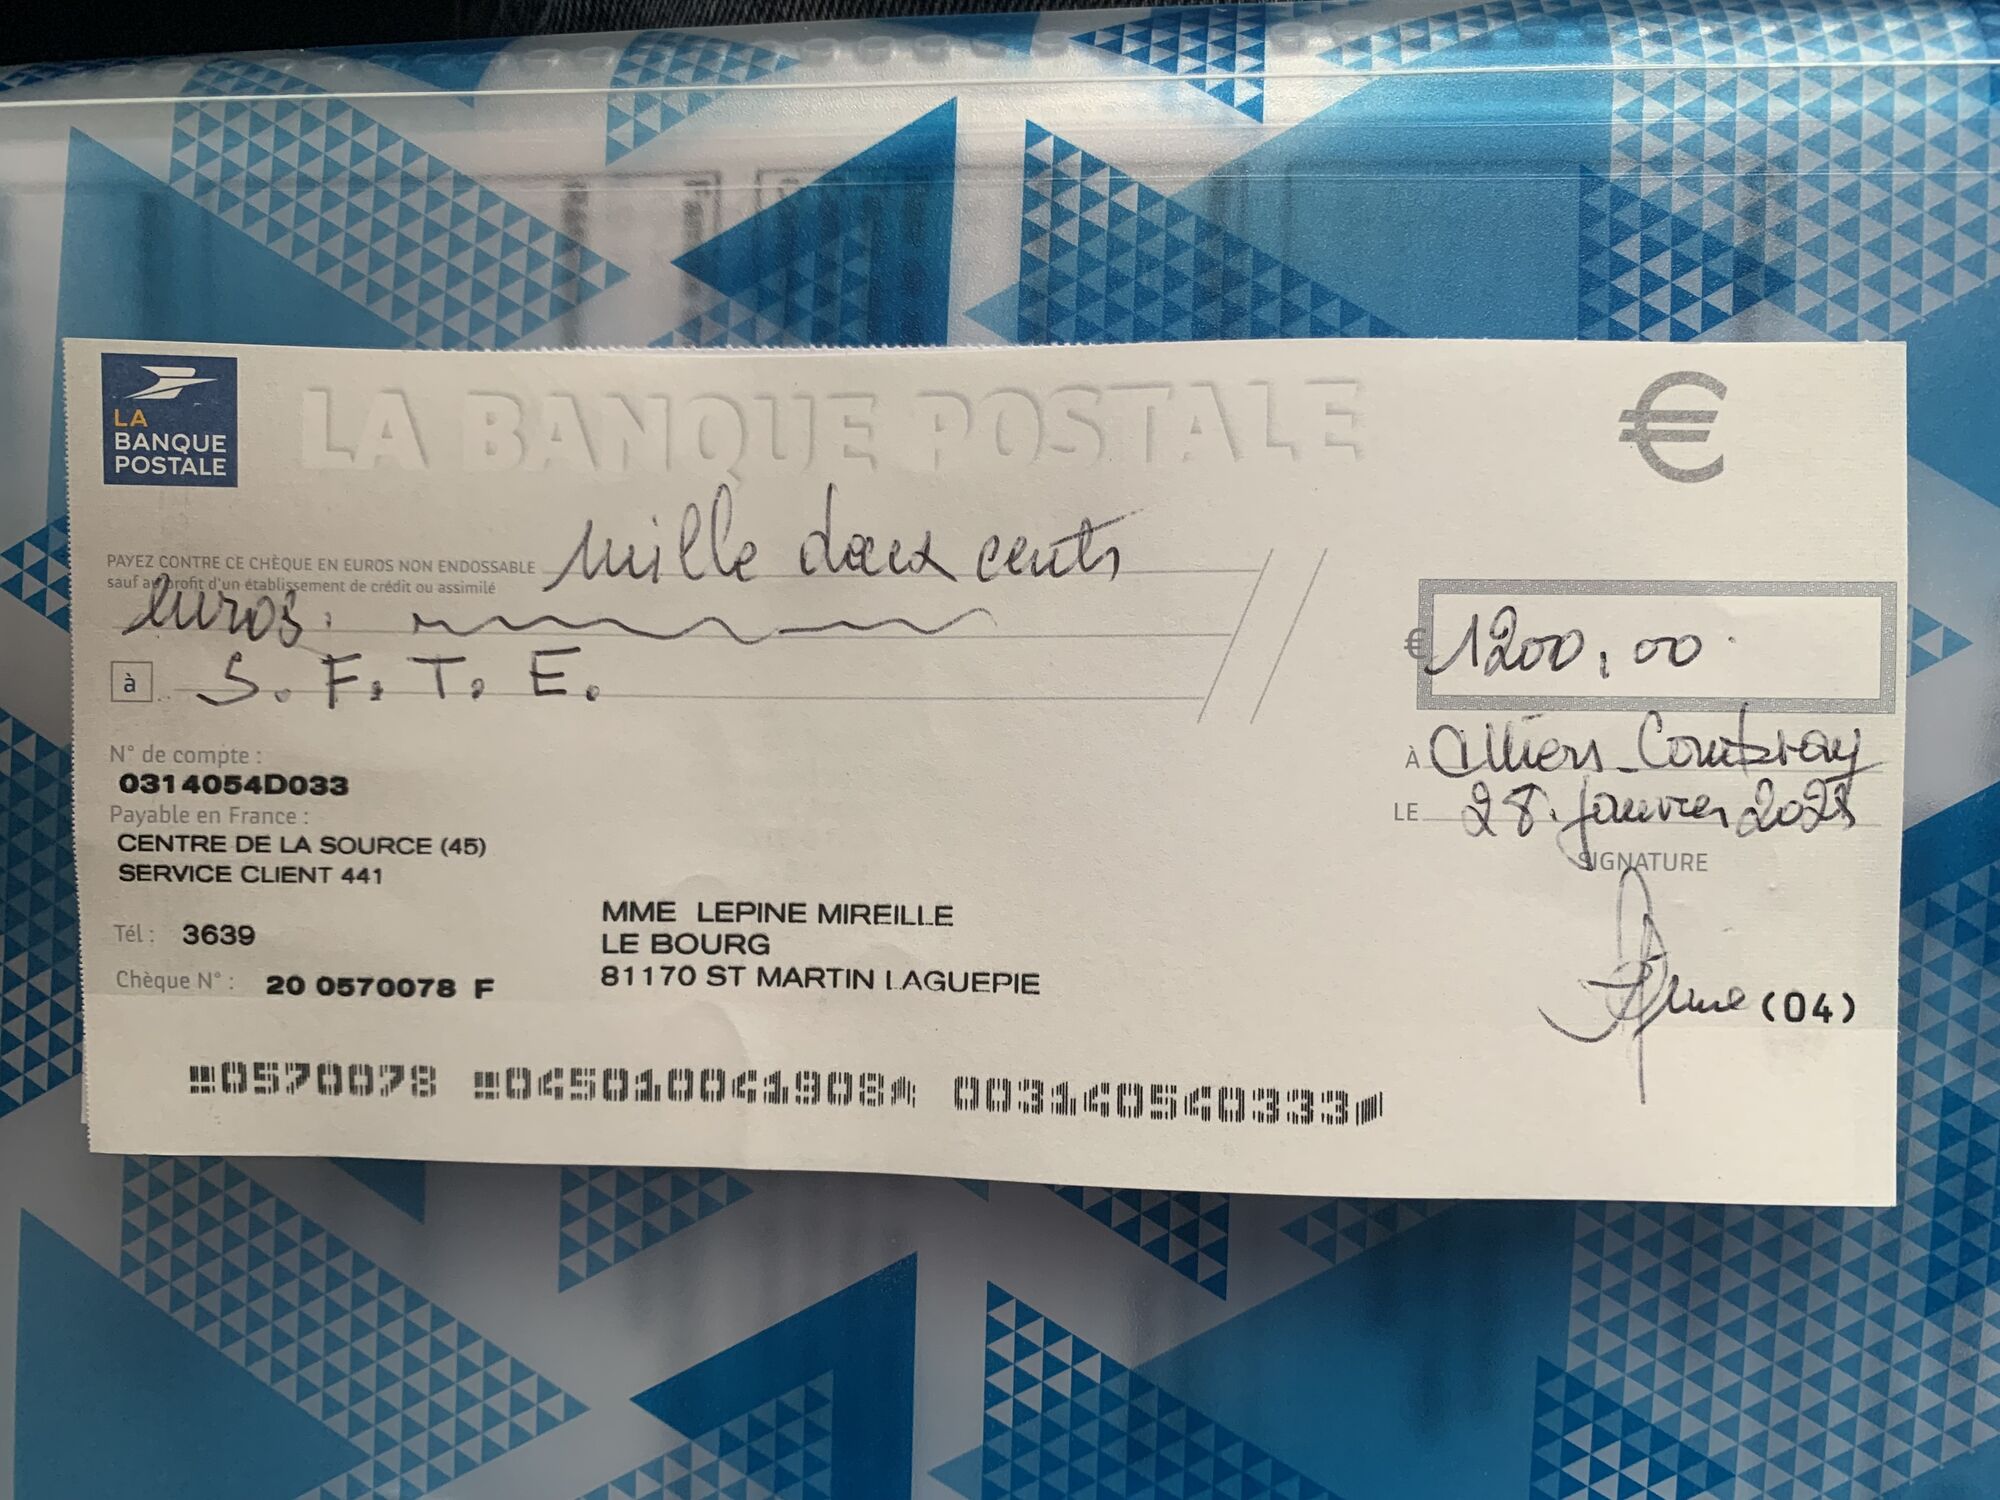 LA
BANQUE
POSTALE
LA BANQUE POSTALE
€
PAYEZ CONTRE CE CHÈQUE EN EUROS NON ENDOSSABLE
sauf au profit d'un établissement de crédit ou assimilé
Mille deux cents
euros.
à S. F. T. E.
€ 1200,00
À Illiers-Combray
LE 28. Janvier 2025
SIGNATURE
N° de compte :
0314054D033
Payable en France :
CENTRE DE LA SOURCE (45)
SERVICE CLIENT 441
Tél : 3639
Chèque N° : 20 0570078 F
MME LEPINE MIREILLE
LE BOURG
81170 ST MARTIN LAGUEPIE
(04)
0570078 045010041908 003140540333